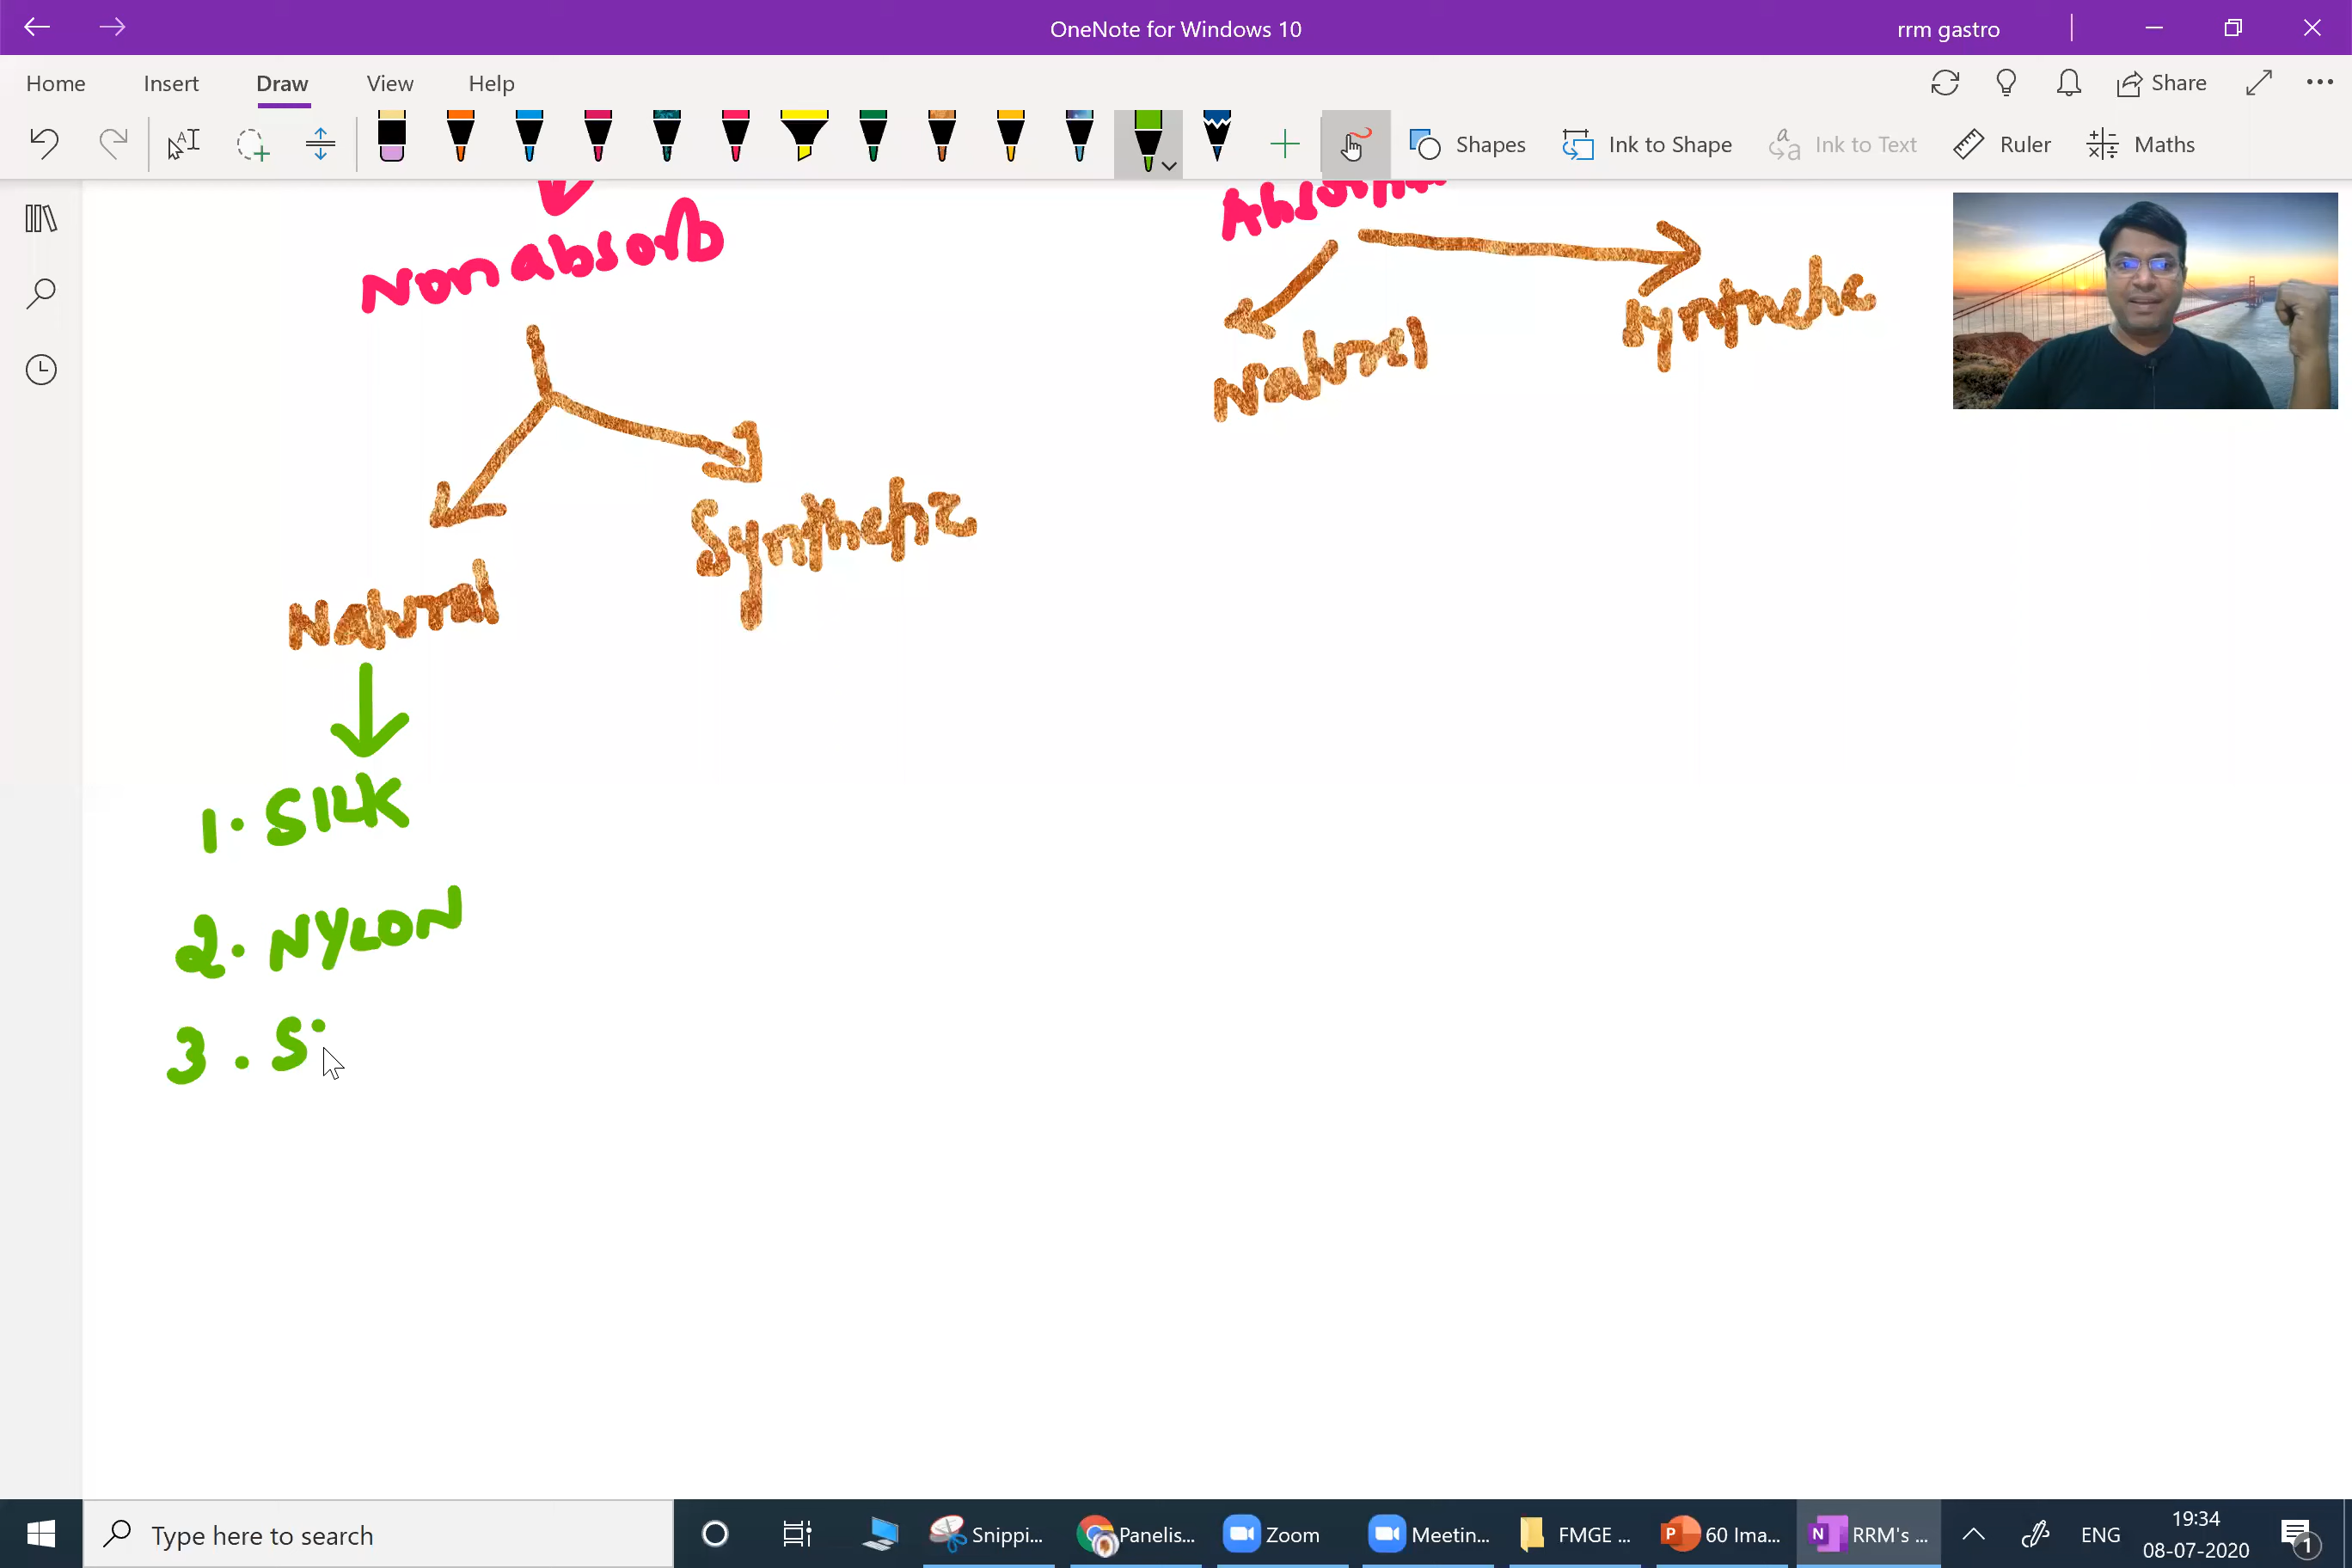 OneNote for Windows 10
rrm gastro
Home Insert Draw View Help
Share
Shapes Ink to Shape Ink to Text Ruler Maths
Non absorb
Natural
Synthetic
Natural
Synthetic
1. SILK
2. NYLON
3. S
Type here to search
Snippi...
Panelis...
Zoom
Meetin...
FMGE ...
60 Ima...
RRM's ...
ENG
19:34
08-07-2020
1